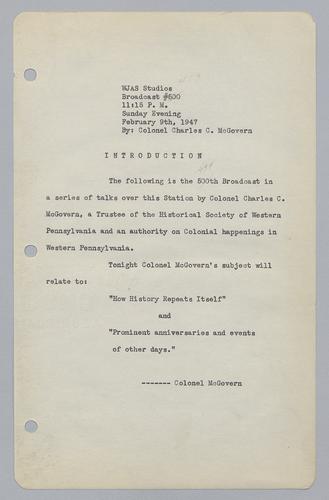 WJAS Studios
Broadcast #500
11:15 P. M.
Sunday Evening
February 9th, 1947
By: Colonel Charles C. McGovern
INTRODUCTION
The following is the 500th Broadcast in
a series of talks over this Station by Colonel Charles C.
McGovern, a Trustee of the Historical Society of Western
Pennsylvania and an authority on Colonial happenings in
Western Pennsylvania.
Tonight Colonel McGovern's subject will
relate to:
"How History Repeats Itself"
and
"Prominent anniversaries and events
of other days."
------- Colonel McGovern